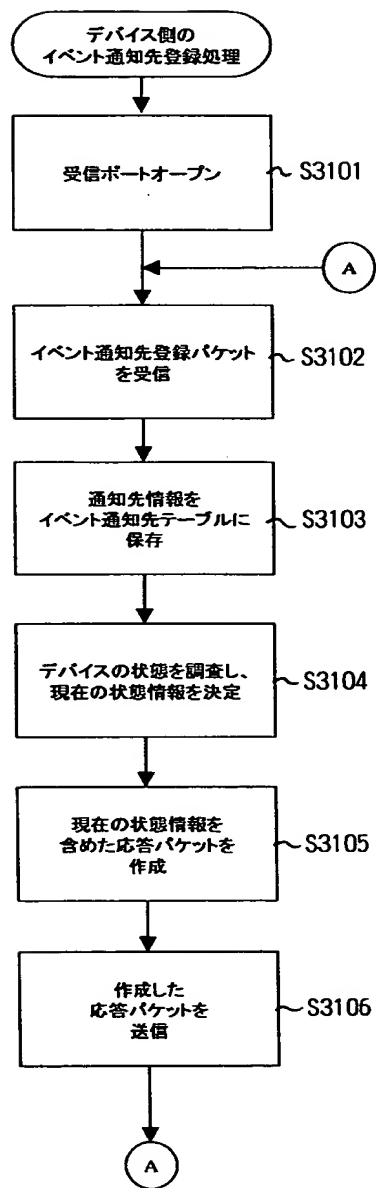 デバイス側の
イベント通知先登録処理
受信ポートオープン
S3101
A
イベント通知先登録パケット
を受信
S3102
通知先情報を
イベント通知先テーブルに
保存
S3103
デバイスの状態を調査し、
現在の状態情報を決定
S3104
現在の状態情報を
含めた応答パケットを
作成
S3105
作成した
応答パケットを
送信
S3106
A